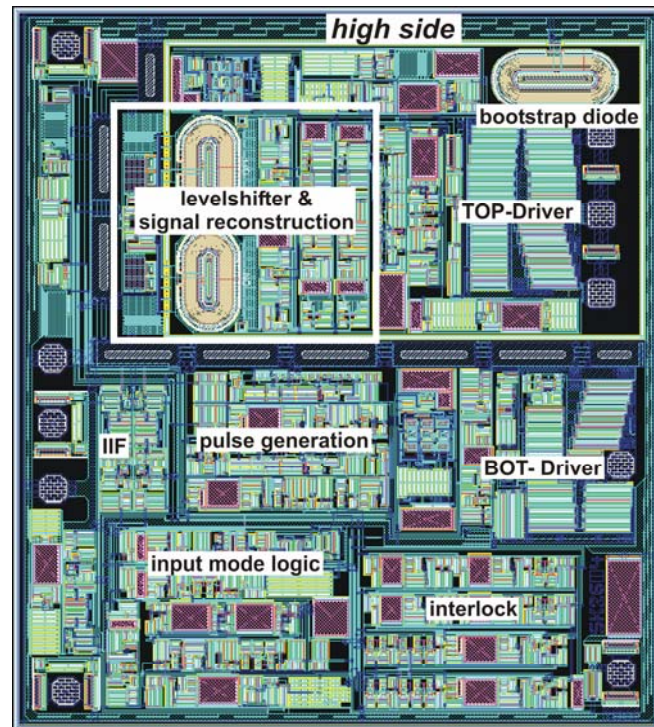 high side
bootstrap diode
levelshifter &
signal reconstruction
TOP-Driver
IIF
pulse generation
BOT- Driver
input mode logic
interlock